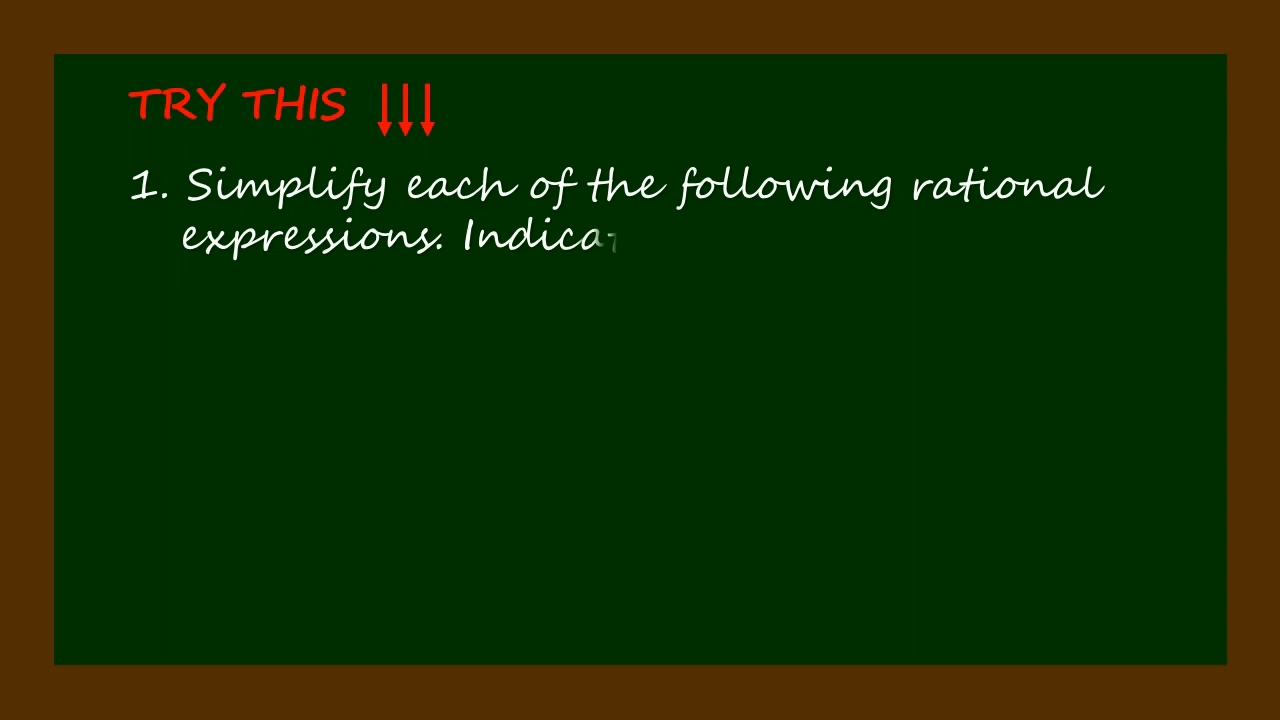 TRY THIS
1. Simplify each of the following rational
expressions.